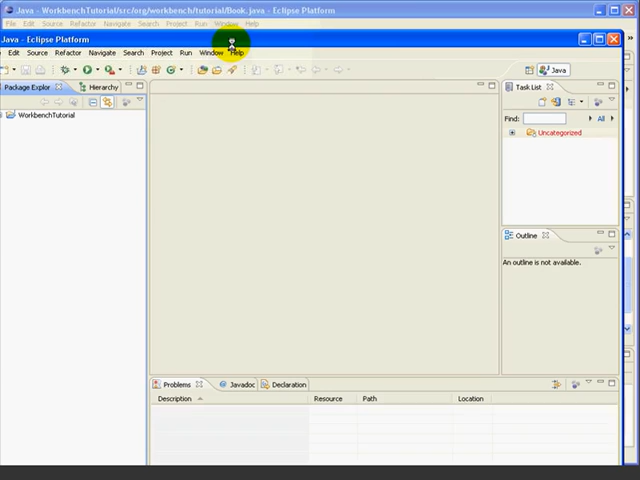 Java - WorkbenchTutorial/src/org/workbench/tutorial/Book.java - Eclipse Platform
File Edit Source Refactor Navigate Search Project Run Window Help
Java - Eclipse Platform
Edit Source Refactor Navigate Search Project Run Window Help
Java
Package Explor Hierarchy
Task List
Find: All
WorkbenchTutorial
Uncategorized
Outline
An outline is not available.
Problems Javadoc Declaration
Description Resource Path Location